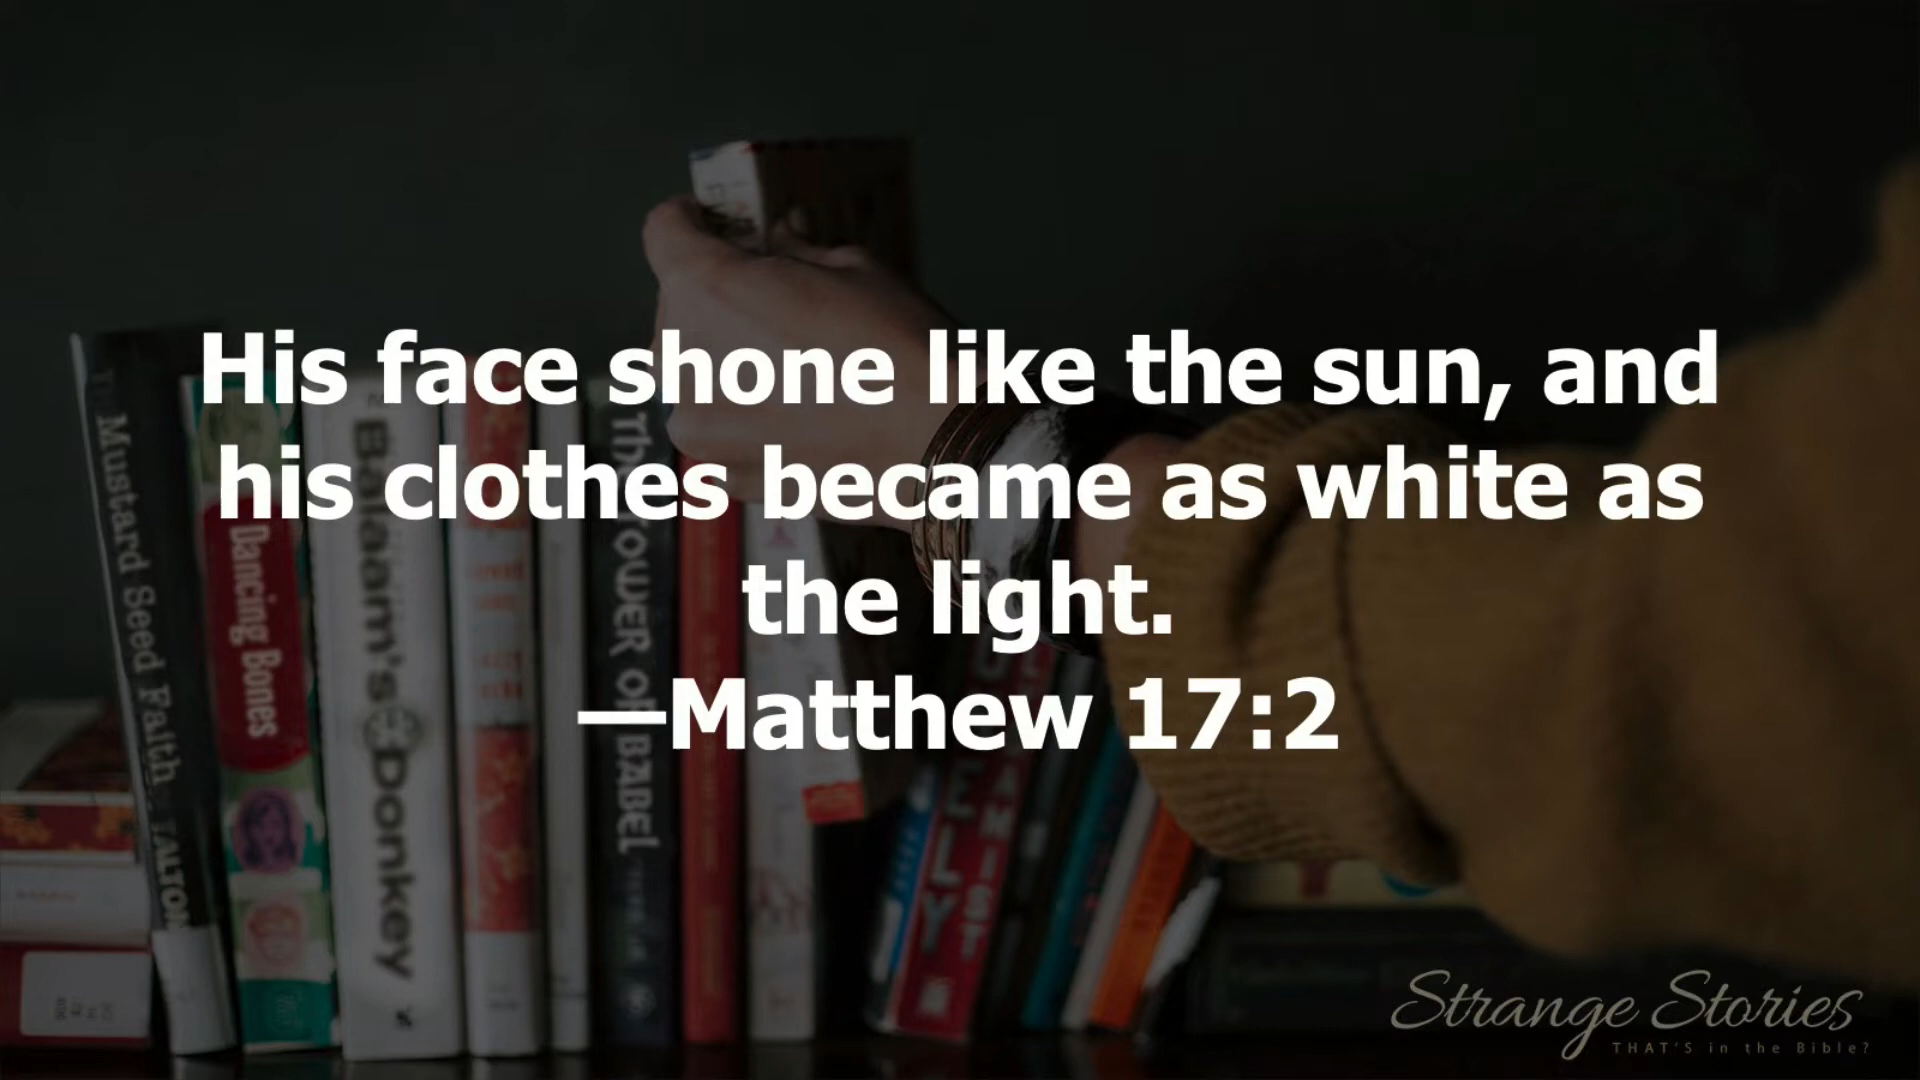 His face shone like the sun, and
his clothes became as white as
the light.
—Matthew 17:2
Mustard Seed Faith
Dancing Bones
Balaam's Donkey
The TOWER OF BABEL
Strange Stories
THAT'S in the Bible?